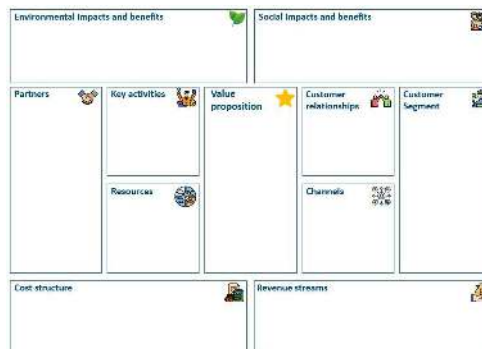 Environmental Impacts and benefits
Social Impacts and benefits
Partners
Key activities
Value
proposition
Customer
relationships
Customer
Segment
Resources
Channels
Cost structure
Revenue streams